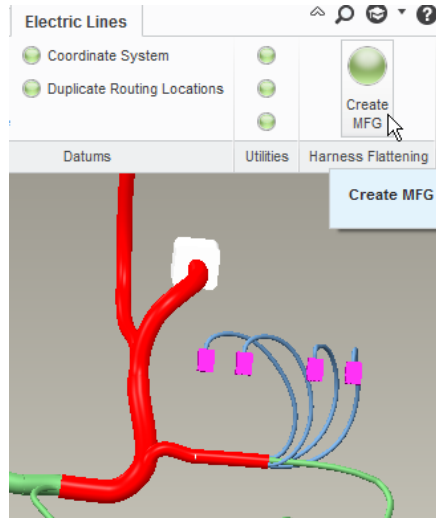 Electric Lines
Coordinate System
Duplicate Routing Locations
Create
MFG
Datums
Utilities
Harness Flattening
Create MFG